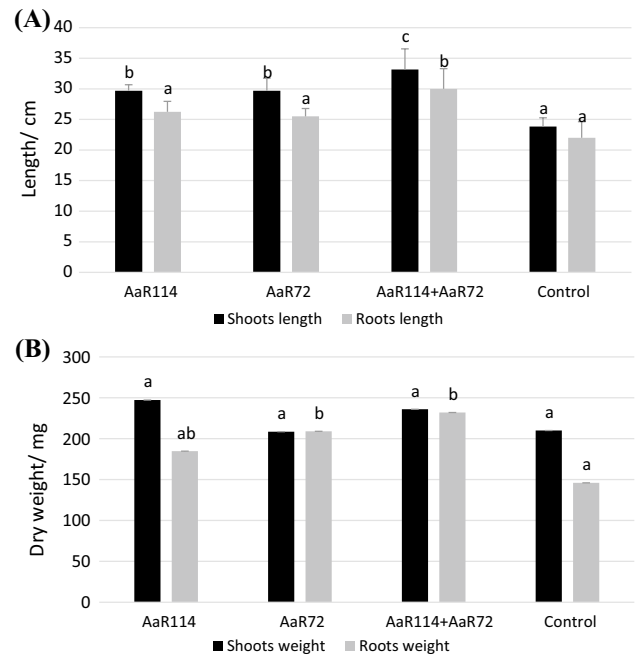 (A)
Length/ cm
40
35
30
25
20
15
10
5
0
b
a
b
a
c
b
a
a
AaR114
AaR72
AaR114+AaR72
Control
Shoots length
Roots length
(B)
Dry weight/ mg
300
250
200
150
100
50
0
a
ab
a
b
a
b
a
a
AaR114
AaR72
AaR114+AaR72
Control
Shoots weight
Roots weight